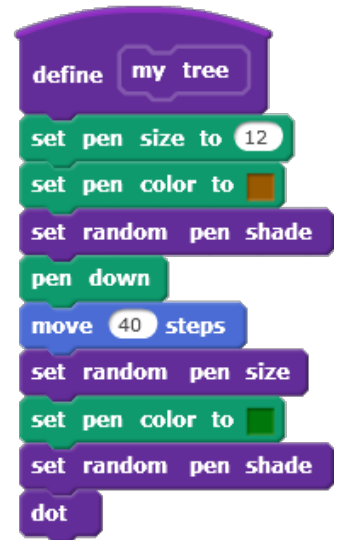 define my tree
set pen size to 12
set pen color to
set random pen shade
pen down
move 40 steps
set random pen size
set pen color to
set random pen shade
dot